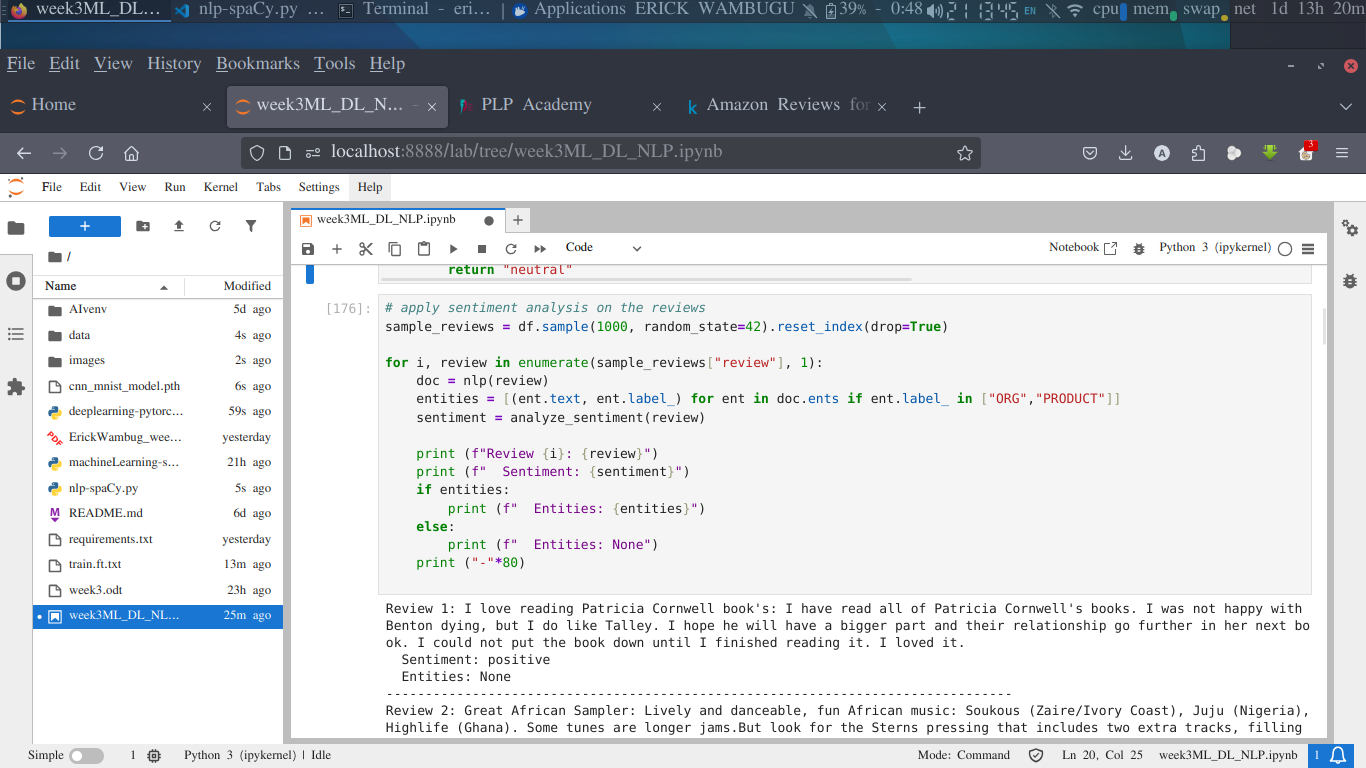 week3ML_DL... nlp-spaCy.py ... Terminal - eri... Applications ERICK WAMBUGU 39% - 0:48 21 13 45 EN cpu mem swap net 1d 13h 20m
File Edit View History Bookmarks Tools Help
Home week3ML_DL_N... PLP Academy Amazon Reviews for
localhost:8888/lab/tree/week3ML_DL_NLP.ipynb 3
File Edit View Run Kernel Tabs Settings Help
week3ML_DL_NLP.ipynb
Code Notebook Python 3 (ipykernel)
/
Name Modified
AIvenv 5d ago
data 4s ago
images 2s ago
cnn_mnist_model.pth 6s ago
deeplearning-pytorc... 59s ago
ErickWambug_wee... yesterday
machineLearning-s... 21h ago
nlp-spaCy.py 5s ago
README.md 6d ago
requirements.txt yesterday
train.ft.txt 13m ago
week3.odt 23h ago
week3ML_DL_NL... 25m ago
return "neutral"
[176]:
# apply sentiment analysis on the reviews
sample_reviews = df.sample(1000, random_state=42).reset_index(drop=True)
for i, review in enumerate(sample_reviews["review"], 1):
doc = nlp(review)
entities = [(ent.text, ent.label_) for ent in doc.ents if ent.label_ in ["ORG","PRODUCT"]]
sentiment = analyze_sentiment(review)
print (f"Review {i}: {review}")
print (f"  Sentiment: {sentiment}")
if entities:
print (f"  Entities: {entities}")
else:
print (f"  Entities: None")
print ("-"*80)
Review 1: I love reading Patricia Cornwell book's: I have read all of Patricia Cornwell's books. I was not happy with
Benton dying, but I do like Talley. I hope he will have a bigger part and their relationship go further in her next bo
ok. I could not put the book down until I finished reading it. I loved it.
Sentiment: positive
Entities: None
--------------------------------------------------------------------------------
Review 2: Great African Sampler: Lively and danceable, fun African music: Soukous (Zaire/Ivory Coast), Juju (Nigeria),
Highlife (Ghana). Some tunes are longer jams.But look for the Sterns pressing that includes two extra tracks, filling
Simple 1 Python 3 (ipykernel) | Idle Mode: Command Ln 20, Col 25 week3ML_DL_NLP.ipynb 1